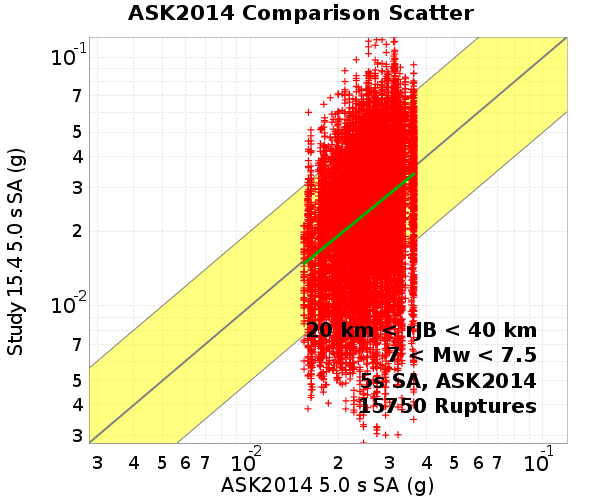 ASK2014 Comparison Scatter
Study 15.4 5.0 s SA (g)
10-1
7
5
4
3
2
10-2
7
5
4
3
20 km < rJB < 40 km
7 < Mw < 7.5
5s SA, ASK2014
15750 Ruptures
3 4 5 6 7 10-2 2 3 4 5 6 7 10-1
ASK2014 5.0 s SA (g)